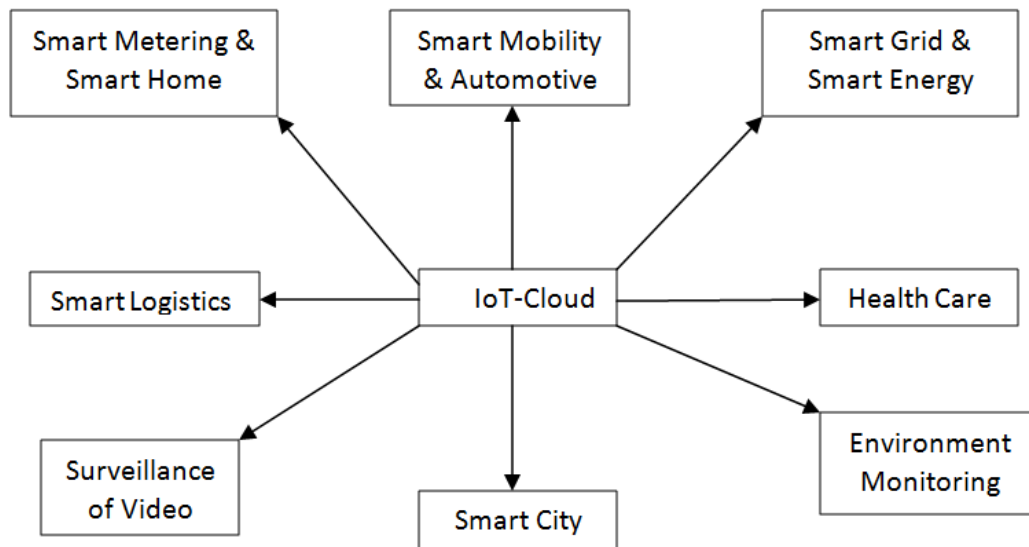 Smart Metering &
Smart Home
Smart Mobility
& Automotive
Smart Grid &
Smart Energy
Smart Logistics
IoT-Cloud
Health Care
Surveillance
of Video
Smart City
Environment
Monitoring